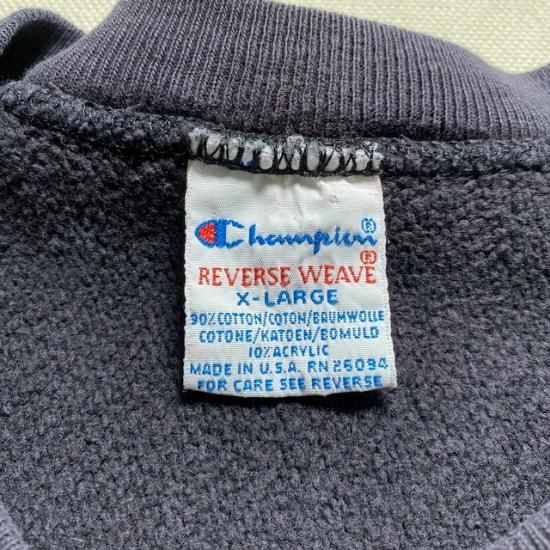 Champion®
REVERSE WEAVE®
X-LARGE
90% COTTON/COTON/BAUMWOLLE
COTONE/KATOEN/BOMULD
10% ACRYLIC
MADE IN U.S.A. RN 26094
FOR CARE SEE REVERSE